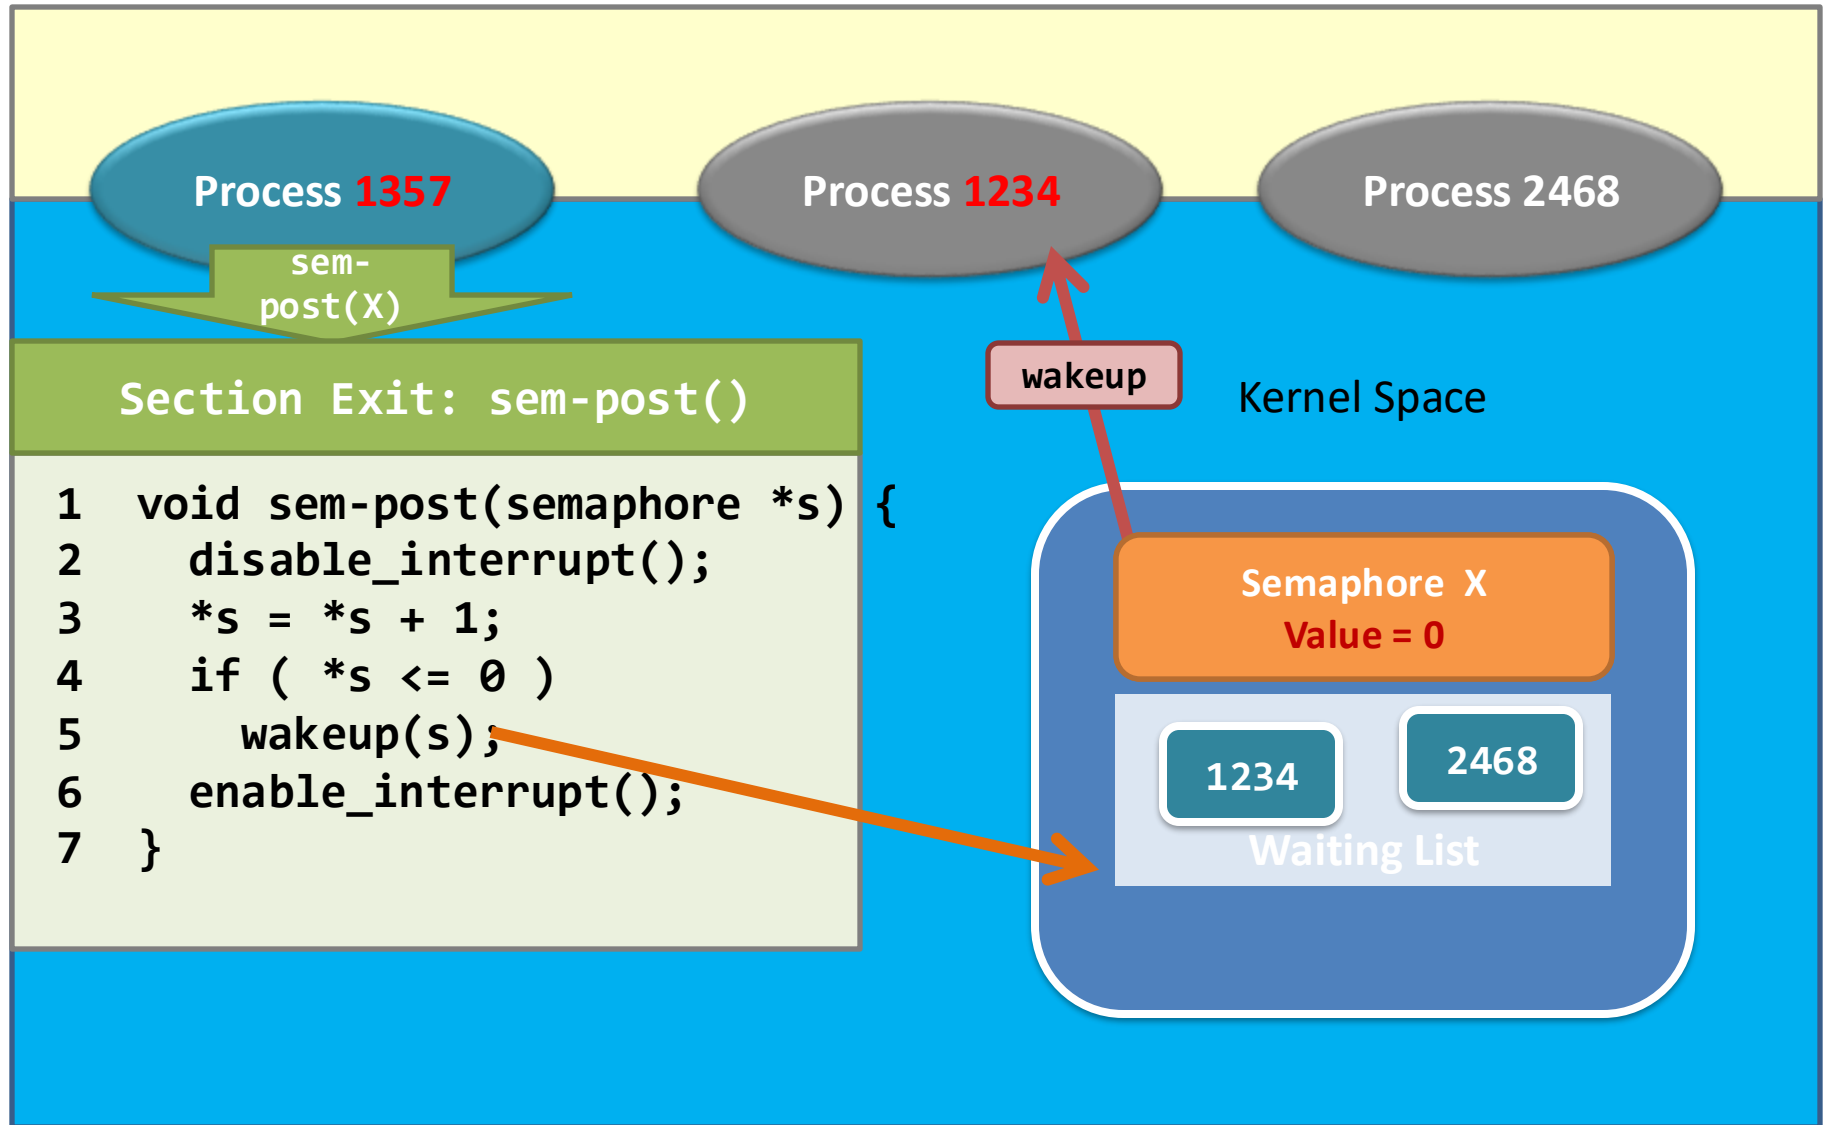 Process 1357
Process 1234
Process 2468
sem-
post(X)
wakeup
Kernel Space
Section Exit: sem-post()
1 void sem-post(semaphore *s) {
2 disable_interrupt();
3 *s = *s + 1;
4 if ( *s <= 0 )
5 wakeup(s);
6 enable_interrupt();
7 }
Semaphore X
Value = 0
1234
2468
Waiting List